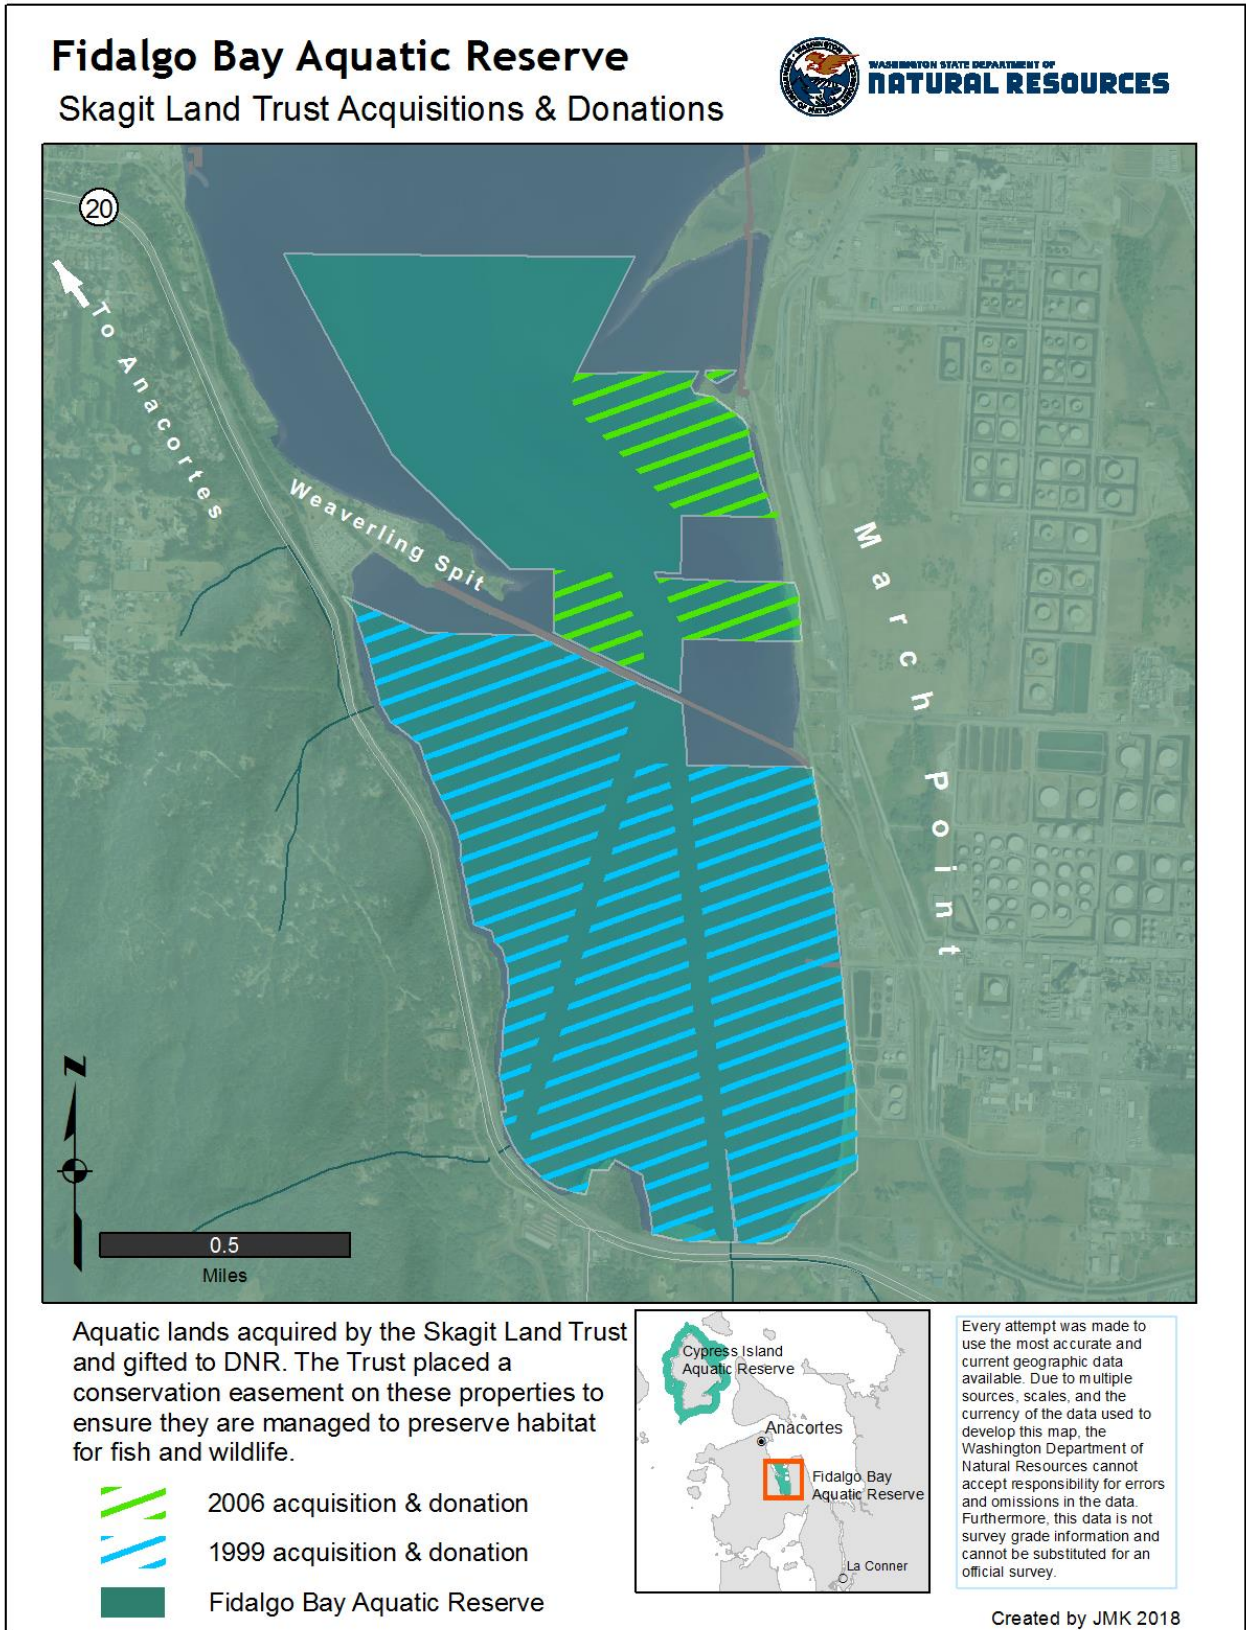 Fidalgo Bay Aquatic Reserve
Skagit Land Trust Acquisitions & Donations
WASHINGTON STATE DEPARTMENT OF
NATURAL RESOURCES
20
To Anacortes
Weaverling Spit
March Point
N
0.5
Miles
Aquatic lands acquired by the Skagit Land Trust
and gifted to DNR. The Trust placed a
conservation easement on these properties to
ensure they are managed to preserve habitat
for fish and wildlife.
2006 acquisition & donation
1999 acquisition & donation
Fidalgo Bay Aquatic Reserve
Cypress Island
Aquatic Reserve
Anacortes
Fidalgo Bay
Aquatic Reserve
La Conner
Every attempt was made to
use the most accurate and
current geographic data
available. Due to multiple
sources, scales, and the
currency of the data used to
develop this map, the
Washington Department of
Natural Resources cannot
accept responsibility for errors
and omissions in the data.
Furthermore, this data is not
survey grade information and
cannot be substituted for an
official survey.
Created by JMK 2018